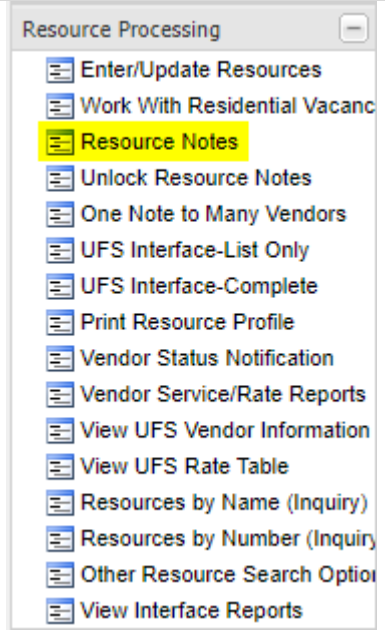 Resource Processing
Enter/Update Resources
Work With Residential Vacanc
Resource Notes
Unlock Resource Notes
One Note to Many Vendors
UFS Interface-List Only
UFS Interface-Complete
Print Resource Profile
Vendor Status Notification
Vendor Service/Rate Reports
View UFS Vendor Information
View UFS Rate Table
Resources by Name (Inquiry)
Resources by Number (Inquiry
Other Resource Search Option
View Interface Reports